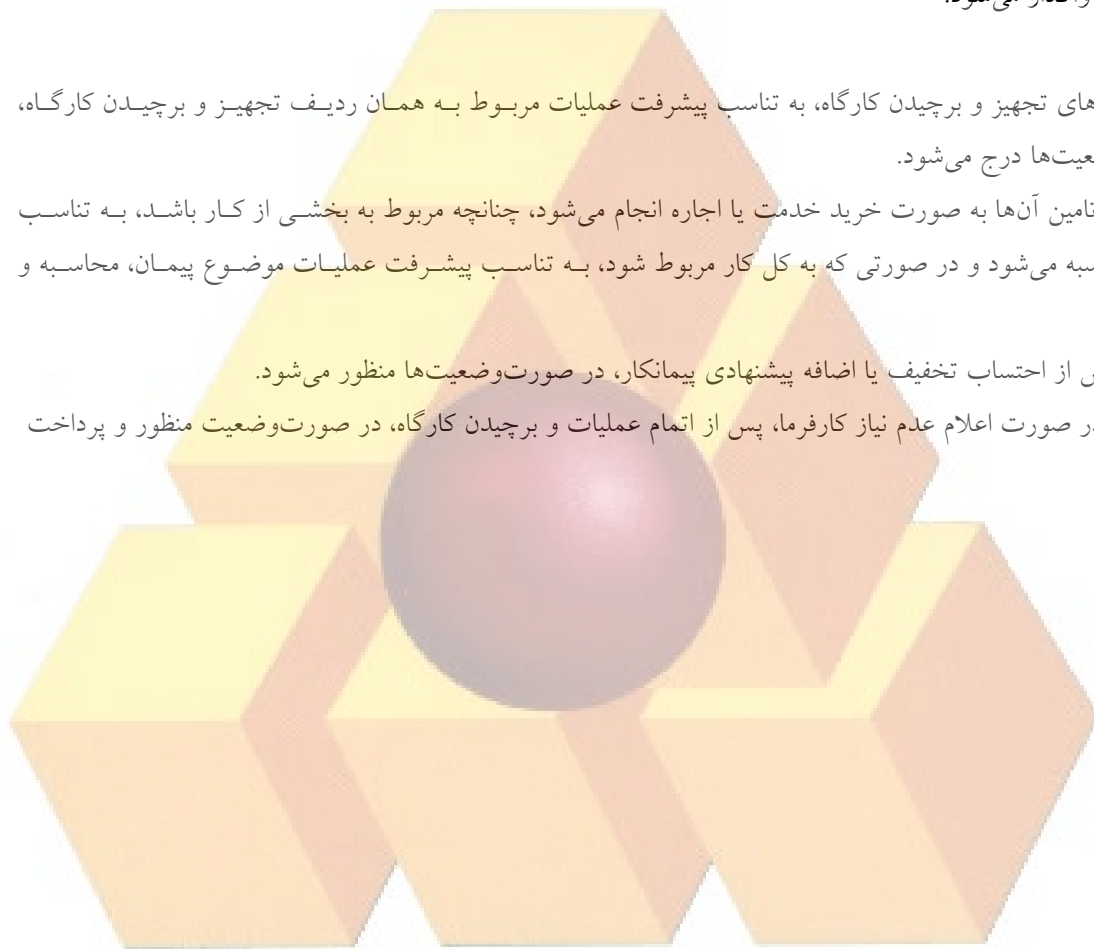 می‌شود.
های تجهیز و برچیدن کارگاه، به تناسب پیشرفت عملیات مربوط به همان ردیف تجهیز و برچیدن کارگاه،
عیت‌ها درج می‌شود.
تامین آن‌ها به صورت خرید خدمت یا اجاره انجام می‌شود، چنانچه مربوط به بخشی از کار باشد، به تناسب
سبه می‌شود و در صورتی که به کل کار مربوط شود، به تناسب پیشرفت عملیات موضوع پیمان، محاسبه و
س از احتساب تخفیف یا اضافه پیشنهادی پیمانکار، در صورت‌وضعیت‌ها منظور می‌شود.
ر صورت اعلام عدم نیاز کارفرما، پس از اتمام عملیات و برچیدن کارگاه، در صورت‌وضعیت منظور و پرداخت